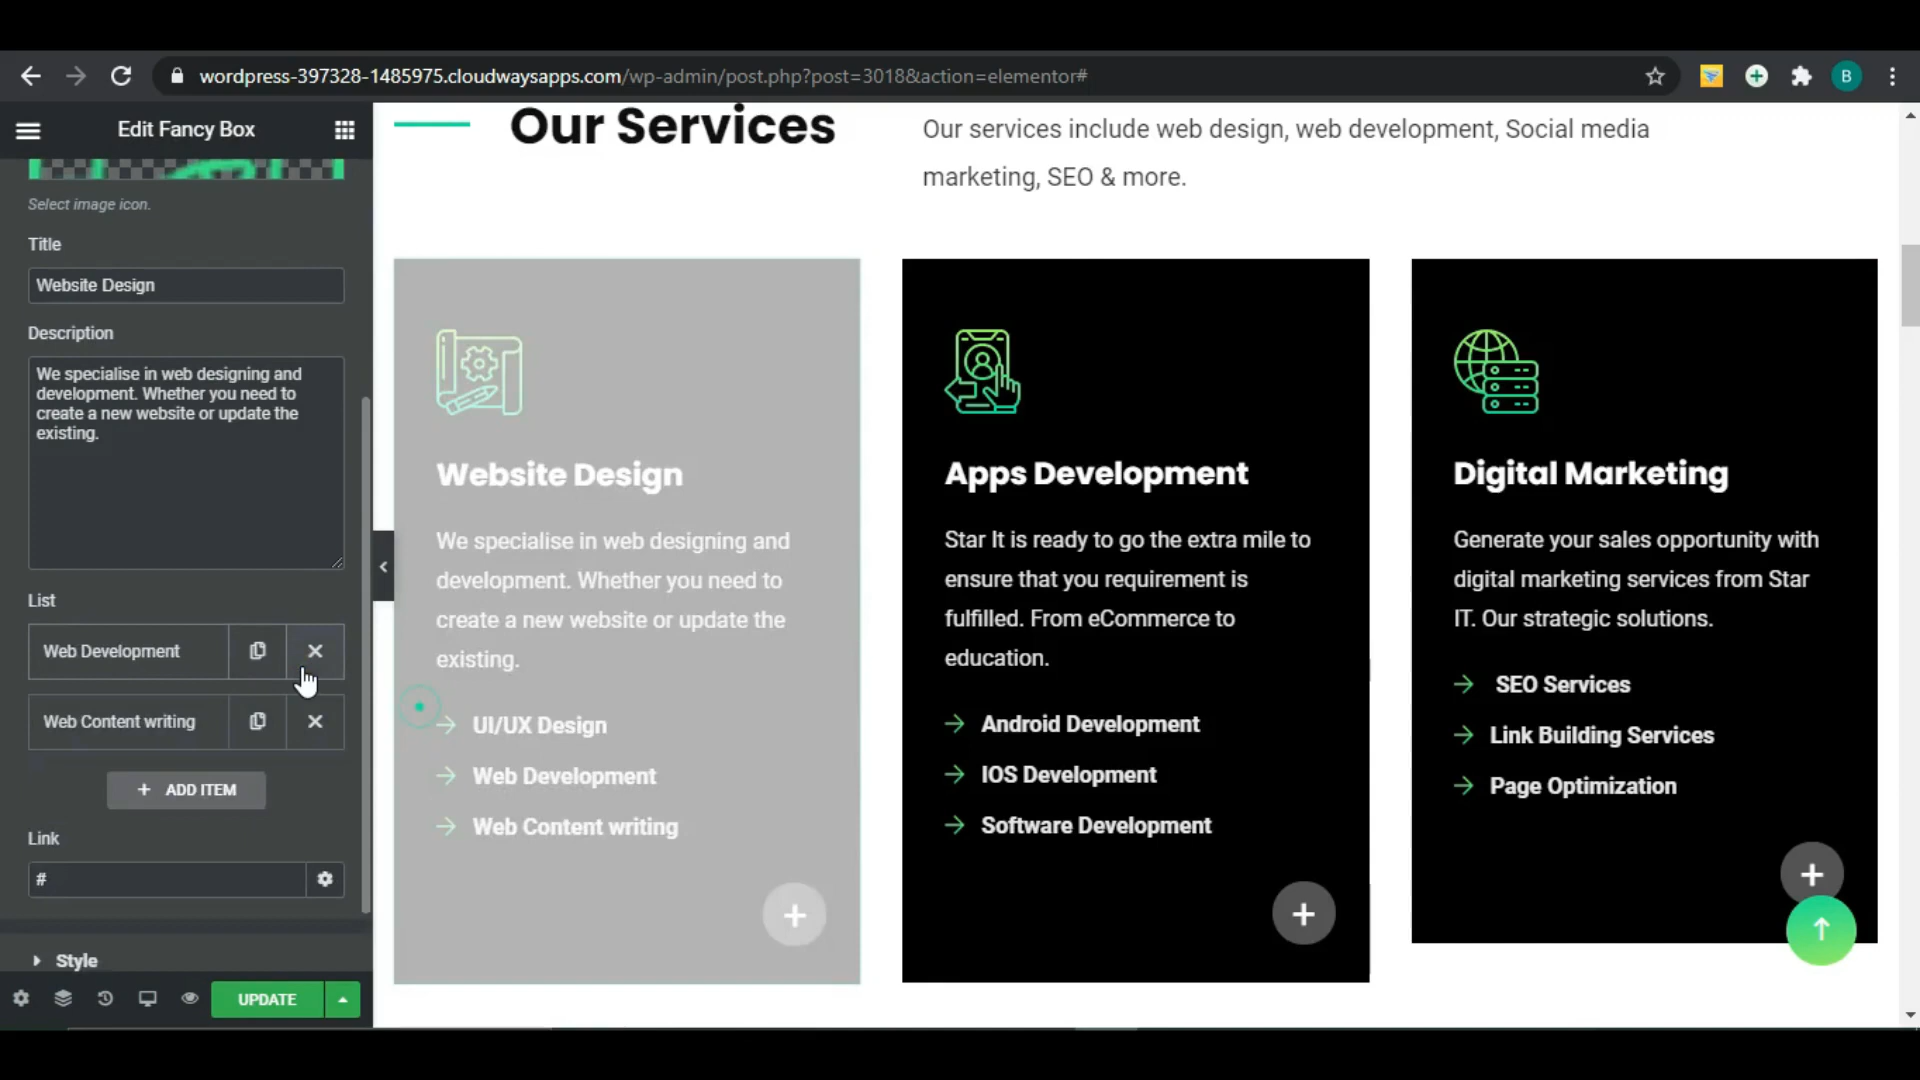 wordpress-397328-1485975.cloudwaysapps.com/wp-admin/post.php?post=3018&action=elementor#
B
Edit Fancy Box
Select image icon.
Title
Website Design
Description
We specialise in web designing and
development. Whether you need to
create a new website or update the
existing.
List
Web Development
Web Content writing
+ ADD ITEM
Link
#
Style
UPDATE
Our Services
Our services include web design, web development, Social media
marketing, SEO & more.
Website Design
We specialise in web designing and
development. Whether you need to
create a new website or update the
existing.
UI/UX Design
Web Development
Web Content writing
Apps Development
Star It is ready to go the extra mile to
ensure that you requirement is
fulfilled. From eCommerce to
education.
Android Development
IOS Development
Software Development
Digital Marketing
Generate your sales opportunity with
digital marketing services from Star
IT. Our strategic solutions.
SEO Services
Link Building Services
Page Optimization